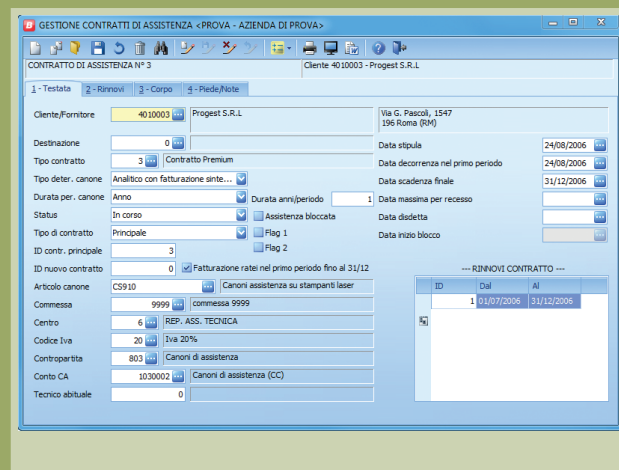 GESTIONE CONTRATTI DI ASSISTENZA <PROVA - AZIENDA DI PROVA>
CONTRATTO DI ASSISTENZA N° 3 Cliente 4010003 - Progest S.R.L
1 - Testata 2 - Rinnovi 3 - Corpo 4 - Piede/Note
Cliente/Fornitore 4010003 Progest S.R.L Via G. Pascoli, 1547
196 Roma (RM)
Destinazione 0 Data stipula 24/08/2006
Tipo contratto 3 Contratto Premium Data decorrenza nel primo periodo 24/08/2006
Tipo deter. canone Analitico con fatturazione sinte... Data scadenza finale 31/12/2006
Durata per. canone Anno Durata anni/periodo 1 Data massima per recesso
Status In corso Assistenza bloccata Data disdetta
Tipo di contratto Principale Flag 1 Data inizio blocco
ID contr. principale 3 Flag 2
ID nuovo contratto 0 Fatturazione ratei nel primo periodo fino al 31/12 --- RINNOVI CONTRATTO ---
Articolo canone CS910 Canoni assistenza su stampanti laser ID Dal Al
Commessa 9999 commessa 9999 1 01/07/2006 31/12/2006
Centro 6 REP. ASS. TECNICA
Codice Iva 20 Iva 20%
Contropartita 803 Canoni di assistenza
Conto CA 1030002 Canoni di assistenza (CC)
Tecnico abituale 0